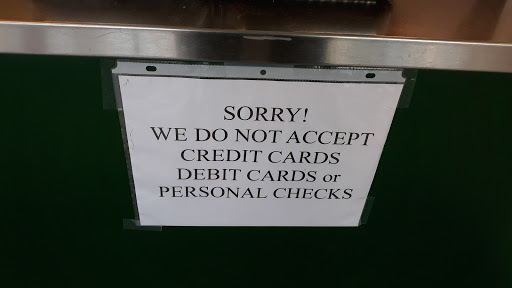 SORRY!
WE DO NOT ACCEPT
CREDIT CARDS
DEBIT CARDS or
PERSONAL CHECKS